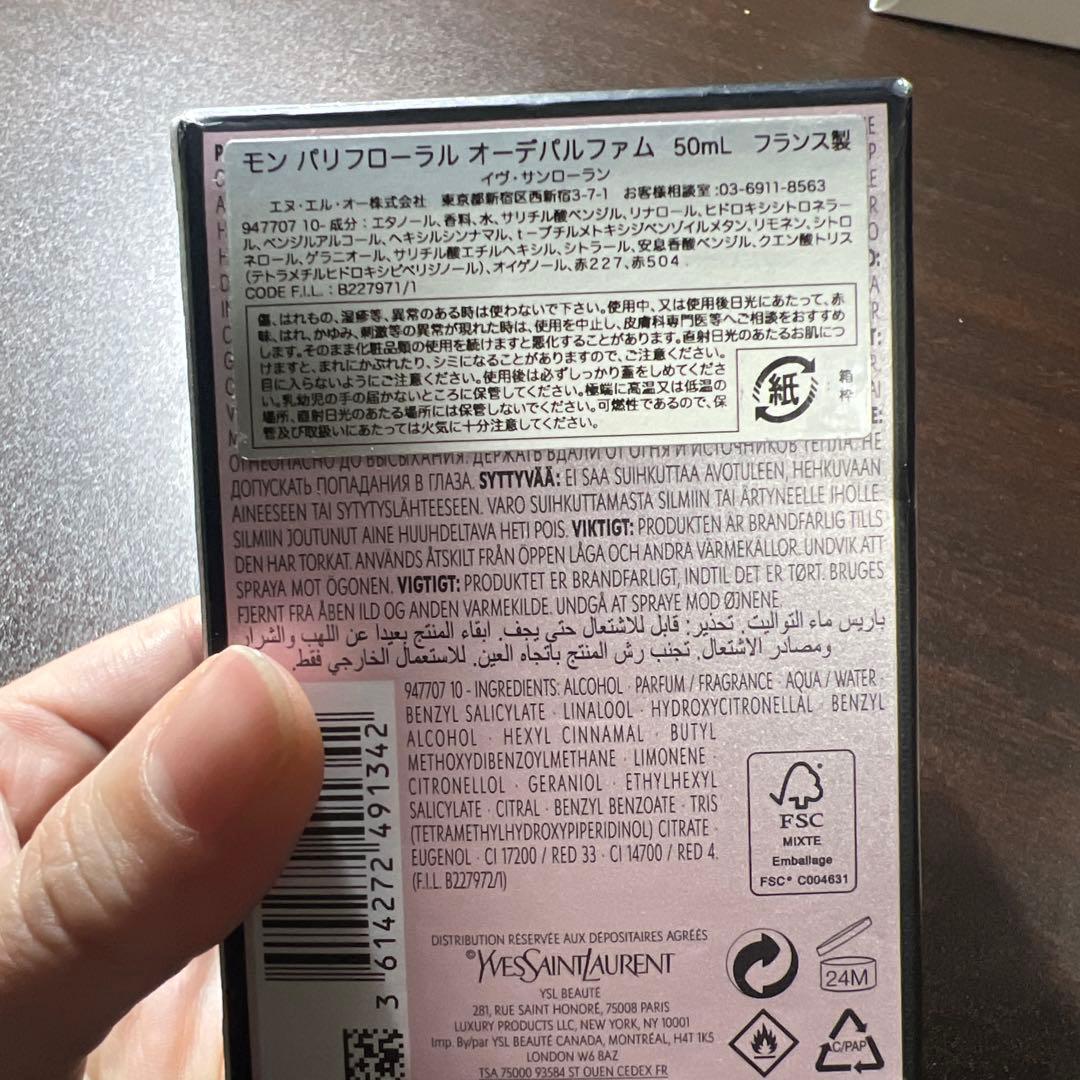 モン パリフローラル オーデパルファム 50mL フランス製
イヴ・サンローラン
エヌ・エル・オー株式会社 東京都新宿区西新宿3-7-1 お客様相談室:03-6911-8563
947707 10- 成分：エタノール、香料、水、サリチル酸ベンジル、リナロール、ヒドロキシシトロネラー
ル、ベンジルアルコール、ヘキシルシンナマル、t－ブチルメトキシジベンゾイルメタン、リモネン、シトロ
ネロール、ゲラニオール、サリチル酸エチルヘキシル、シトラール、安息香酸ベンジル、クエン酸トリス
（テトラメチルヒドロキシピペリジノール）、オイゲノール、赤227、赤504
CODE F.I.L. : B227971/1
傷、はれもの、湿疹等、異常のある時は使わないで下さい。使用中、又は使用後日光にあたって、赤
味、はれ、かゆみ、刺激等の異常が現れた時は、使用を中止し、皮膚科専門医等へご相談をおすすめ
します。そのまま化粧品類の使用を続けますと悪化することがあります。直射日光のあたるお肌につ
けますと、まれにかぶれたり、シミになることがありますので、ご注意ください。
目に入らないようにご注意ください。使用後は必ずしっかり蓋をしめてくださ
い。乳幼児の手の届かないところに保管してください。極端に高温又は低温の
場所、直射日光のあたる場所には保管しないでください。可燃性であるので、保
管及び取扱いにあたっては火気に十分注意してください。
紙
箱
枠
ОГНЕОПАСНО ДО ВЫСЫХАНИЯ. ДЕРЖАТЬ ВДАЛИ ОТ ОГНЯ И ИСТОЧНИКОВ ТЕПЛА. НЕ
ДОПУСКАТЬ ПОПАДАНИЯ В ГЛАЗА. SYTTYVÄÄ: EI SAA SUIHKUTTAA AVOTULEEN, HEHKUVAAN
AINEESEEN TAI SYTYTYSLÄHTEESEEN. VARO SUIHKUTTAMASTA SILMIIN TAI ÄRTYNEELLE IHOLLE.
SILMIIN JOUTUNUT AINE HUUHDELTAVA HETI POIS. VIKTIGT: PRODUKTEN ÄR BRANDFARLIG TILLS
DEN HAR TORKAT. ANVÄNDS ÅTSKILT FRÅN ÖPPEN LÅGA OCH ANDRA VÄRMEKÄLLOR. UNDVIK ATT
SPRAYA MOT ÖGONEN. VIGTIGT: PRODUKTET ER BRANDFARLIGT, INDTIL DET ER TØRT. BRUGES
FJERNT FRA ÅBEN ILD OG ANDEN VARMEKILDE. UNDGÅ AT SPRAYE MOD ØJNENE.
باريس ماء التواليت. تحذير: قابل للاشتعال حتى يجف. ابقاء المنتج بعيدا عن اللهب والشرار
ومصادر الاشتعال. تجنب رش المنتج باتجاه العين. للاستعمال الخارجي فقط.
947707 10 - INGREDIENTS: ALCOHOL · PARFUM / FRAGRANCE · AQUA / WATER ·
BENZYL SALICYLATE · LINALOOL · HYDROXYCITRONELLAL · BENZYL
ALCOHOL · HEXYL CINNAMAL · BUTYL
METHOXYDIBENZOYLMETHANE · LIMONENE ·
CITRONELLOL · GERANIOL · ETHYLHEXYL
SALICYLATE · CITRAL · BENZYL BENZOATE · TRIS
(TETRAMETHYLHYDROXYPIPERIDINOL) CITRATE ·
EUGENOL · CI 17200 / RED 33 · CI 14700 / RED 4.
(F.I.L. B227972/1)
FSC
MIXTE
Emballage
FSC® C004631
3 614272 491342
DISTRIBUTION RÉSERVÉE AUX DÉPOSITAIRES AGRÉÉS
©YVESSAINTLAURENT
YSL BEAUTÉ
281, RUE SAINT HONORÉ, 75008 PARIS
LUXURY PRODUCTS LLC, NEW YORK, NY 10001
Imp. By/par YSL BEAUTÉ CANADA, MONTRÉAL, H4T 1K5
LONDON W6 8AZ
TSA 75000 93584 ST OUEN CEDEX FR
24M
C/PAP